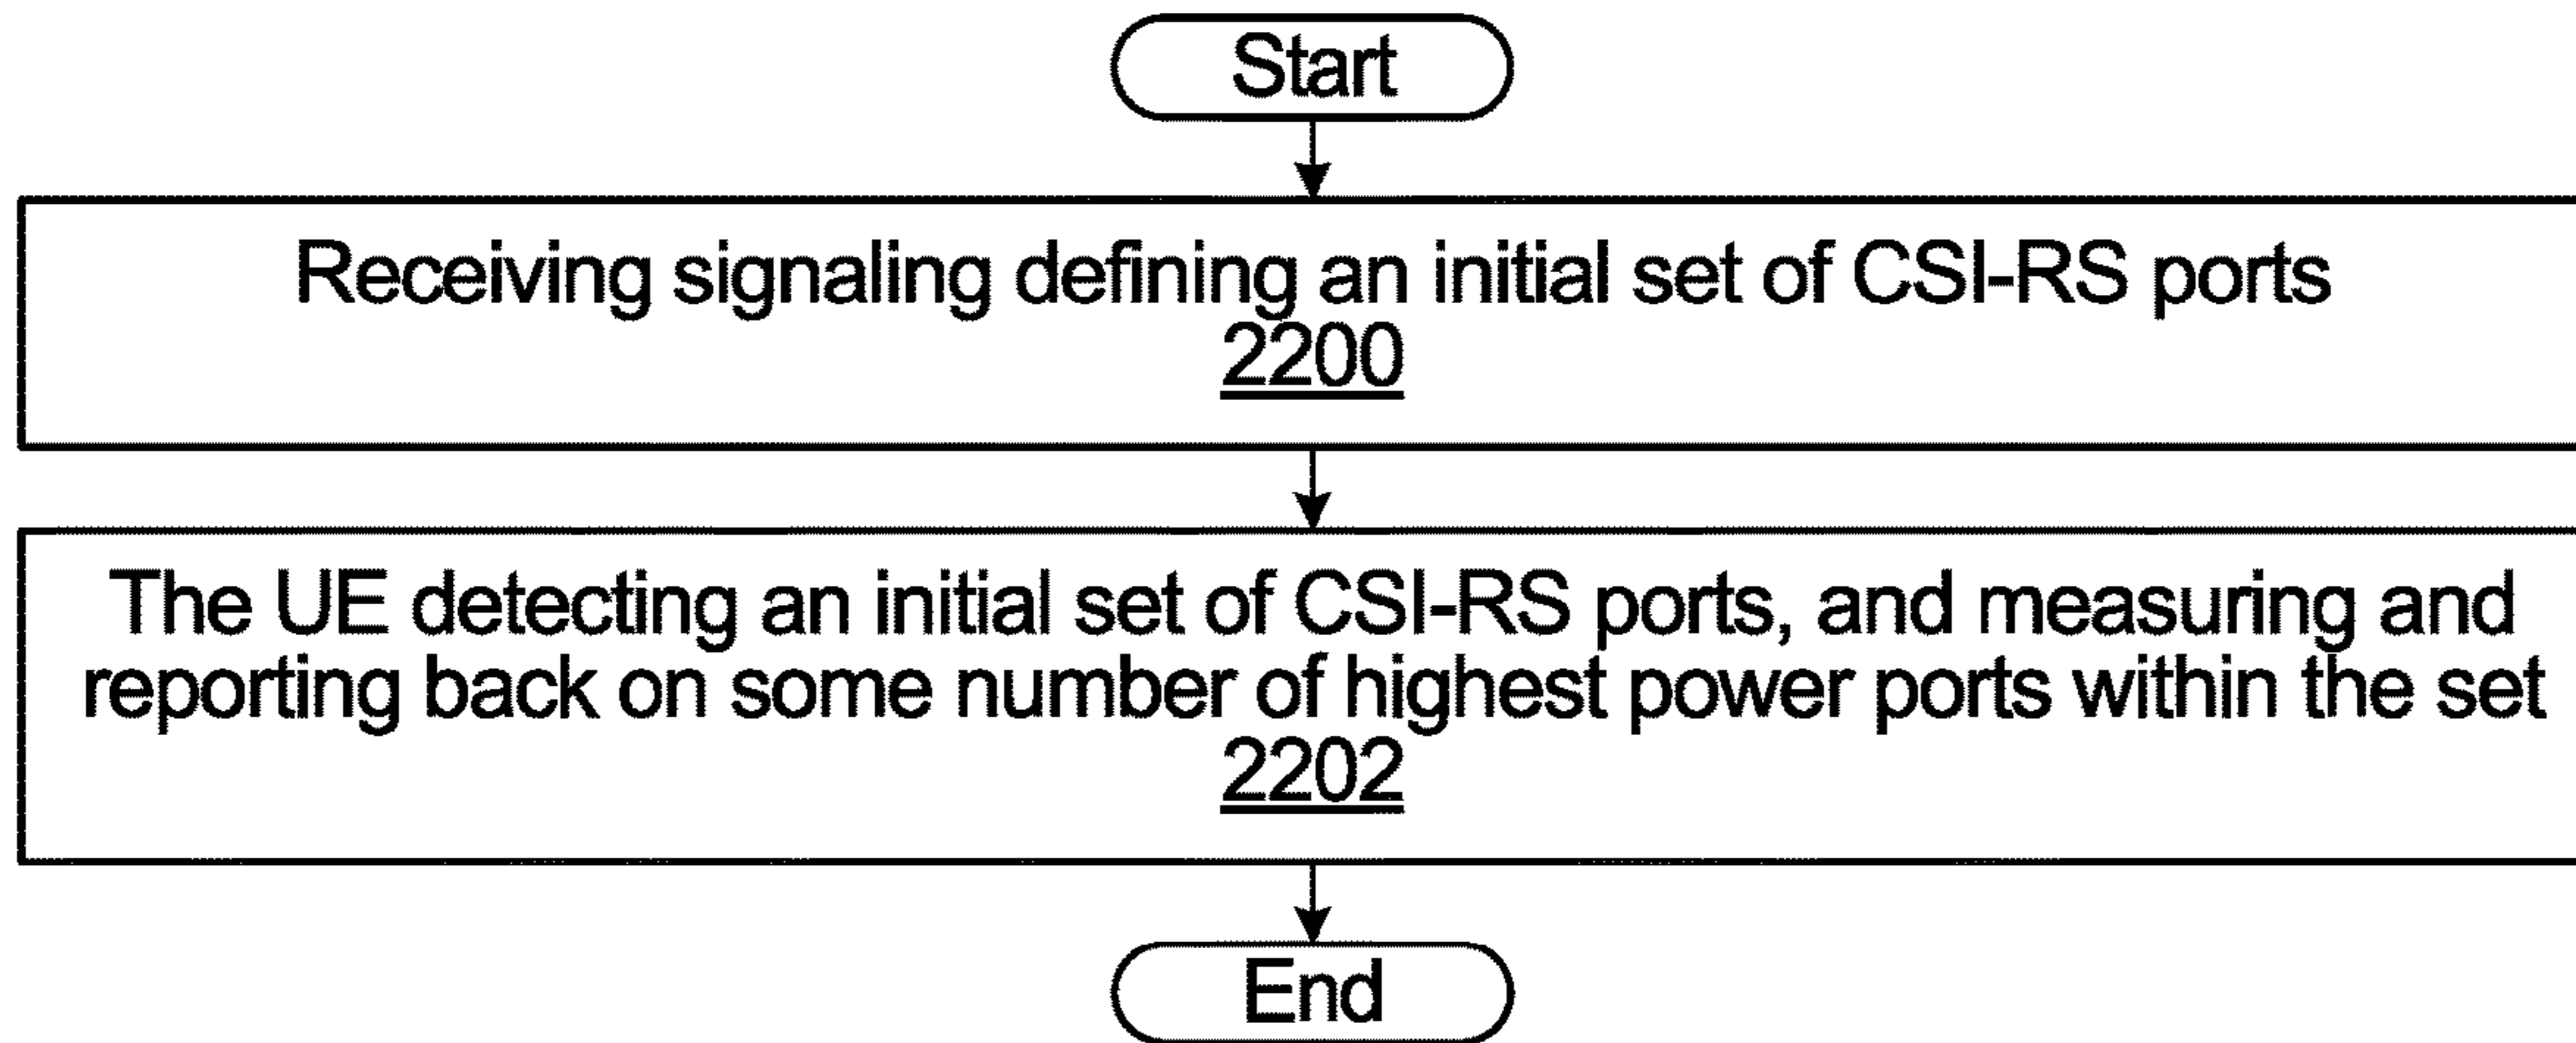 Start
Receiving signaling defining an initial set of CSI-RS ports
2200
The UE detecting an initial set of CSI-RS ports, and measuring and
reporting back on some number of highest power ports within the set
2202
End